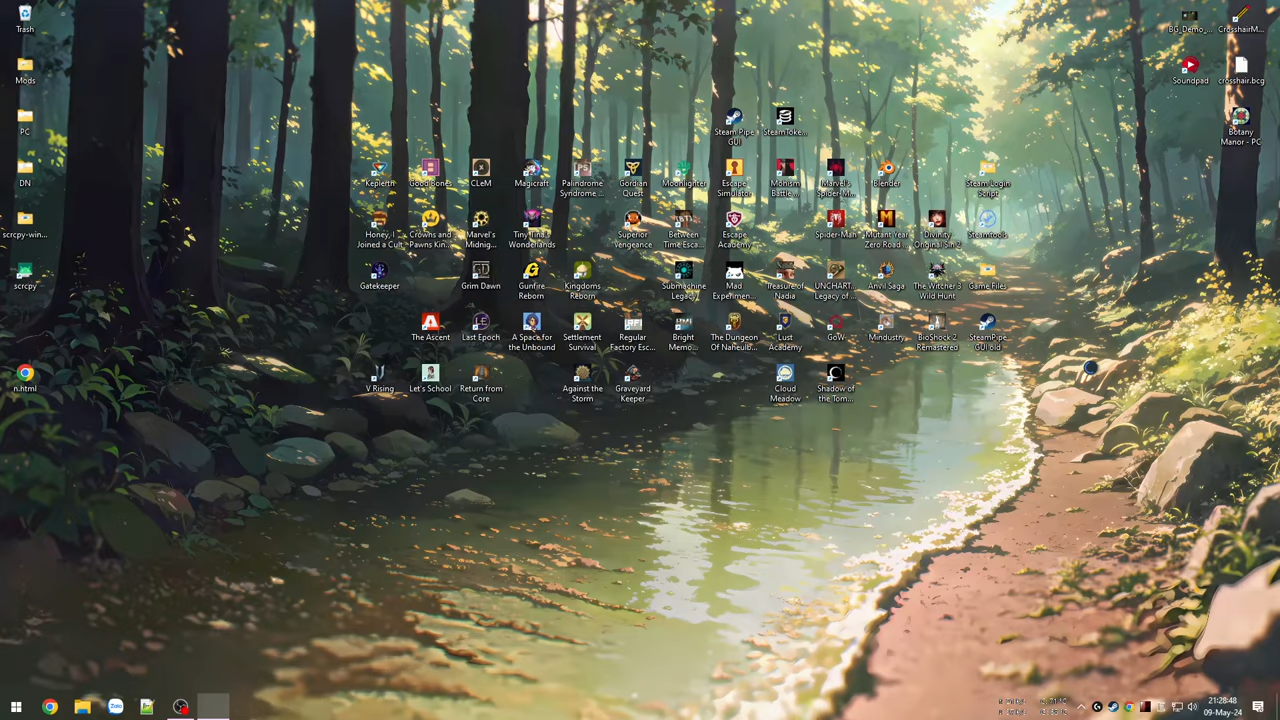 Trash
BG_Demo_...
CrosshairM...
Mods
Soundpad
crosshair.bcg
PC
Steam Pipe
GUI
SteamToke...
Botany
Manor - PC
DN
Keplerth
Good Bones
CLeM
Magicraft
Palindrome
Syndrome ...
Gordian
Quest
Moonlighter
Escape
Simulator
Mohism
Battle ...
Marvel's
Spider-M...
Blender
Steam Login
Script
scrcpy-win...
Honey, I
Joined a Cult
Crowns and
Pawns Kin...
Marvel's
Midnig...
Tiny Tina's
Wonderlands
Superior
Vengeance
Between
Time Esca...
Escape
Academy
Spider-Man
Mutant Year
Zero Road ...
Divinity
Original Sin 2
Steamtools
scrcpy
Gatekeeper
Grim Dawn
Gunfire
Reborn
Kingdoms
Reborn
Submachine
Legacy
Mad
Experimen...
Treasure of
Nadia
UNCHART...
Legacy of ...
Anvil Saga
The Witcher 3
Wild Hunt
Game Files
The Ascent
Last Epoch
A Space for
the Unbound
Settlement
Survival
Regular
Factory Esc...
Bright
Memo...
The Dungeon
Of Naheulb...
Lust
Academy
GoW
Mindustry
BioShock 2
Remastered
SteamPipe
GUI old
n.html
V Rising
Let's School
Return from
Core
Against the
Storm
Graveyard
Keeper
Cloud
Meadow
Shadow of
the Tom...
Zalo
21:28:48
09-May-24